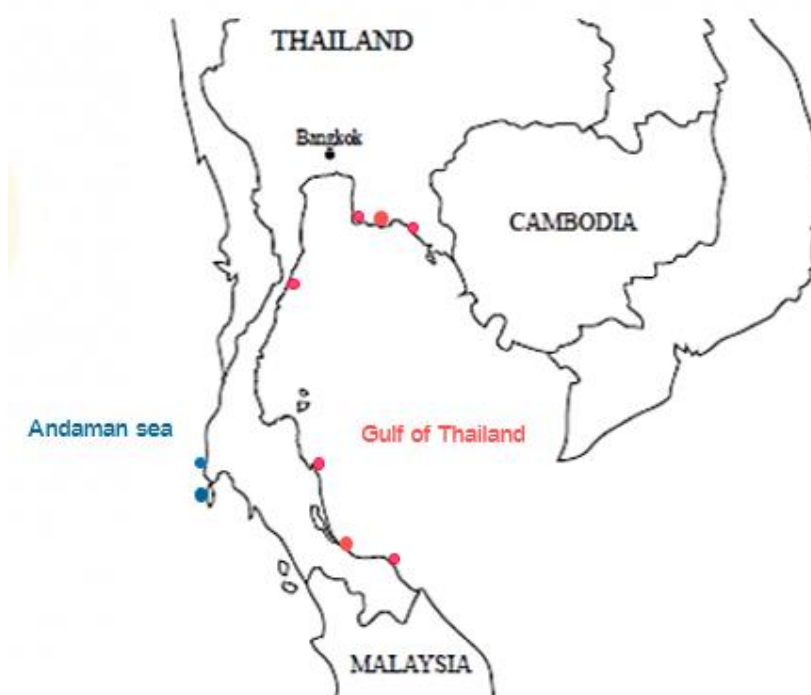 THAILAND
Bangkok
CAMBODIA
Andaman sea
Gulf of Thailand
MALAYSIA